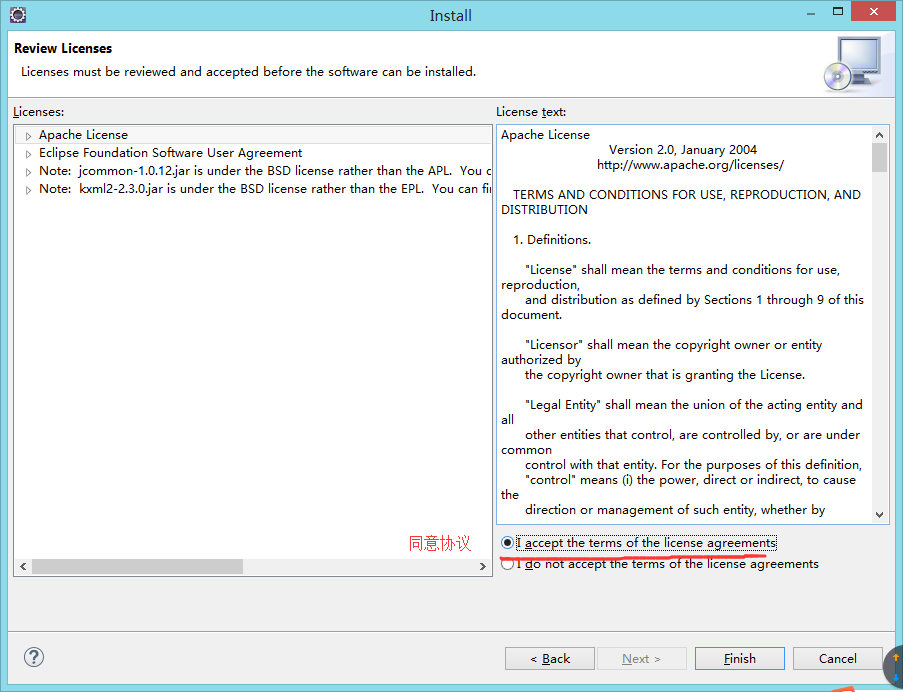 Install
Review Licenses
Licenses must be reviewed and accepted before the software can be installed.
Licenses:
Apache License
Eclipse Foundation Software User Agreement
Note:  jcommon-1.0.12.jar is under the BSD license rather than the APL.  You c
Note:  kxml2-2.3.0.jar is under the BSD license rather than the EPL.  You can fi
同意协议
License text:
Apache License
Version 2.0, January 2004
http://www.apache.org/licenses/
TERMS AND CONDITIONS FOR USE, REPRODUCTION, AND
DISTRIBUTION
1. Definitions.
"License" shall mean the terms and conditions for use,
reproduction,
and distribution as defined by Sections 1 through 9 of this
document.
"Licensor" shall mean the copyright owner or entity
authorized by
the copyright owner that is granting the License.
"Legal Entity" shall mean the union of the acting entity and
all
other entities that control, are controlled by, or are under
common
control with that entity. For the purposes of this definition,
"control" means (i) the power, direct or indirect, to cause
the
direction or management of such entity, whether by
I accept the terms of the license agreements
I do not accept the terms of the license agreements
?
< Back
Next >
Finish
Cancel